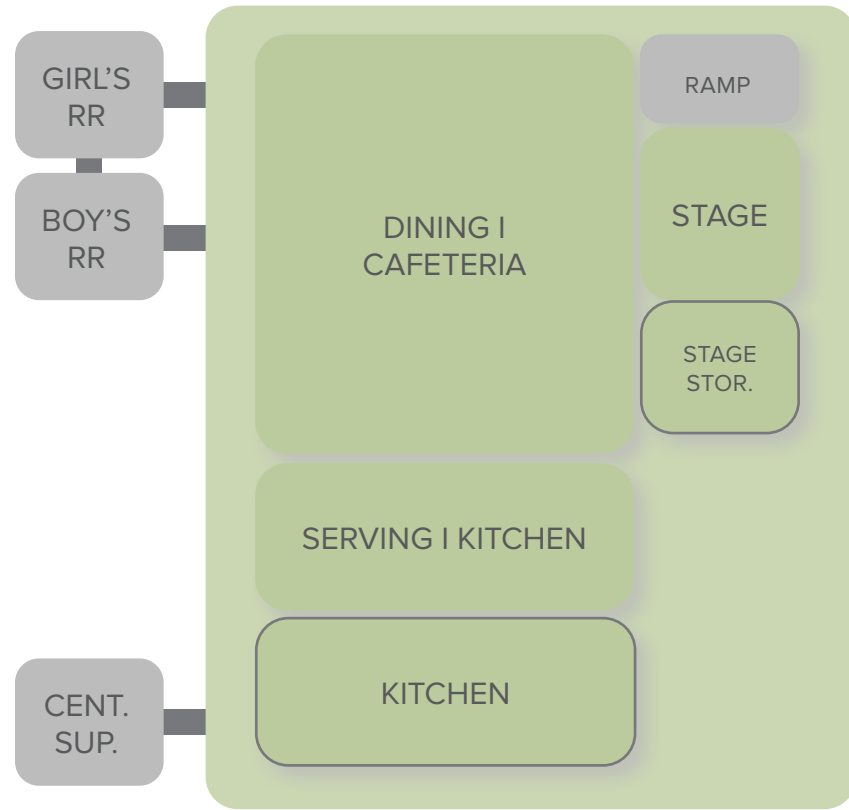 GIRL'S
RR
RAMP
BOY'S
RR
DINING I
CAFETERIA
STAGE
STAGE
STOR.
SERVING I KITCHEN
KITCHEN
CENT.
SUP.